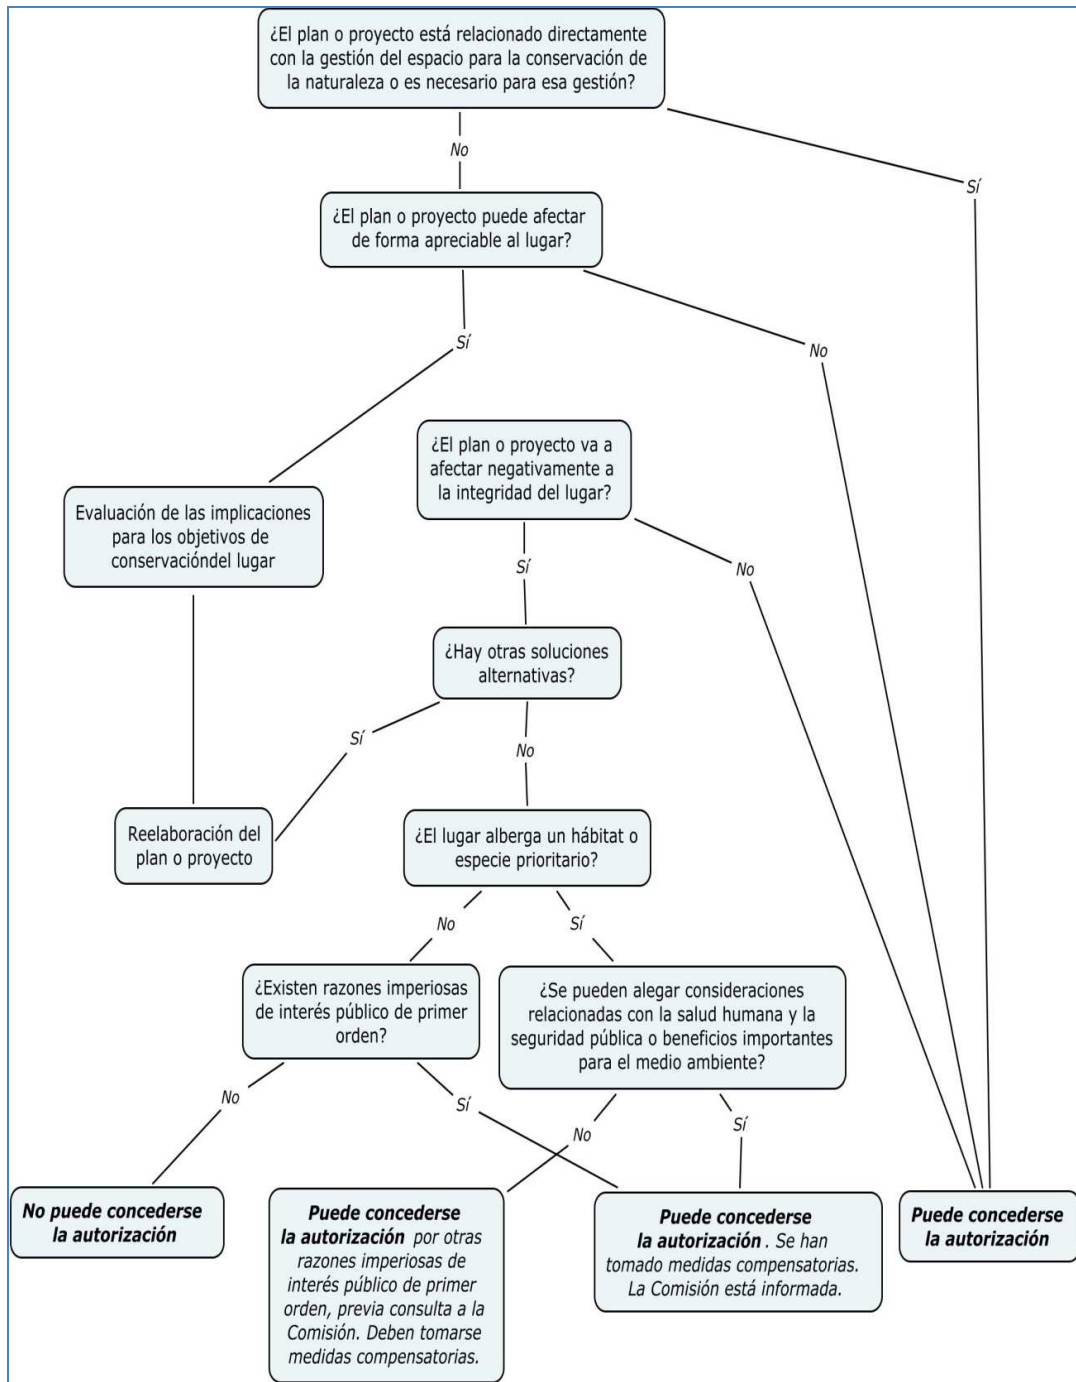 ¿El plan o proyecto está relacionado directamente
con la gestión del espacio para la conservación de
la naturaleza o es necesario para esa gestión?
No
Sí
¿El plan o proyecto puede afectar
de forma apreciable al lugar?
Sí
No
¿El plan o proyecto va a
afectar negativamente a
la integridad del lugar?
Evaluación de las implicaciones
para los objetivos de
conservacióndel lugar
Sí
No
¿Hay otras soluciones
alternativas?
Sí
No
Reelaboración del
plan o proyecto
¿El lugar alberga un hábitat o
especie prioritario?
No
Sí
¿Existen razones imperiosas
de interés público de primer
orden?
¿Se pueden alegar consideraciones
relacionadas con la salud humana y la
seguridad pública o beneficios importantes
para el medio ambiente?
No
Sí
No
Sí
No puede concederse
la autorización
Puede concederse
la autorización por otras
razones imperiosas de
interés público de primer
orden, previa consulta a la
Comisión. Deben tomarse
medidas compensatorias.
Puede concederse
la autorización . Se han
tomado medidas compensatorias.
La Comisión está informada.
Puede concederse
la autorización